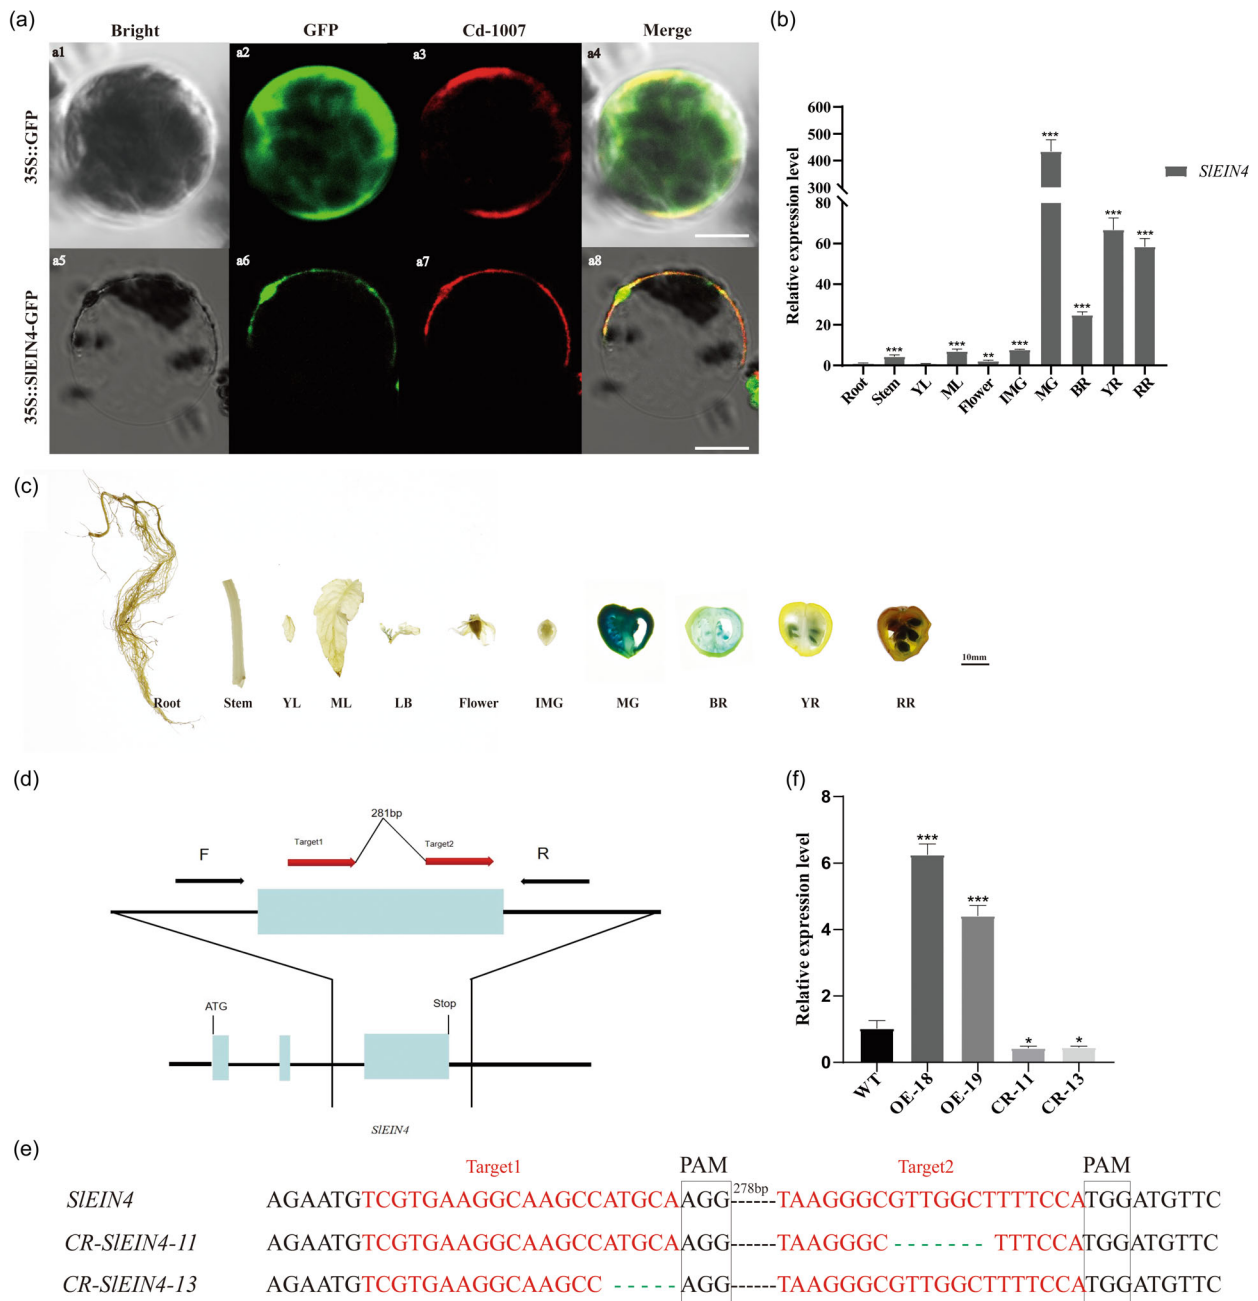 (a)
Bright GFP Cd-1007 Merge
35S::GFP
a1 a2 a3 a4
35S::SlEIN4-GFP
a5 a6 a7 a8
(b)
Relative expression level
600
500
400
300
80
60
40
20
0
*** *** ** *** *** *** *** ***
Root Stem YL ML Flower IMG MG BR YR RR
SlEIN4
(c)
Root Stem YL ML LB Flower IMG MG BR YR RR
10mm
(d)
281bp
Target1 Target2
F R
ATG Stop
SlEIN4
(f)
Relative expression level
8
6
4
2
0
*** *** * *
WT OE-18 OE-19 CR-11 CR-13
(e)
Target1 PAM Target2 PAM
SlEIN4 AGAATGTCGTGAAGGCAAGCCATGCAAGG------278bp TAAGGGCGTTGGCTTTTCCATGGATGTTC
CR-SlEIN4-11 AGAATGTCGTGAAGGCAAGCCATGCAAGG------TAAGGGC - - - - - - - - TTTCCATGGATGTTC
CR-SlEIN4-13 AGAATGTCGTGAAGGCAAGCC - - - - - AGG------TAAGGGCGTTGGCTTTTCCATGGATGTTC